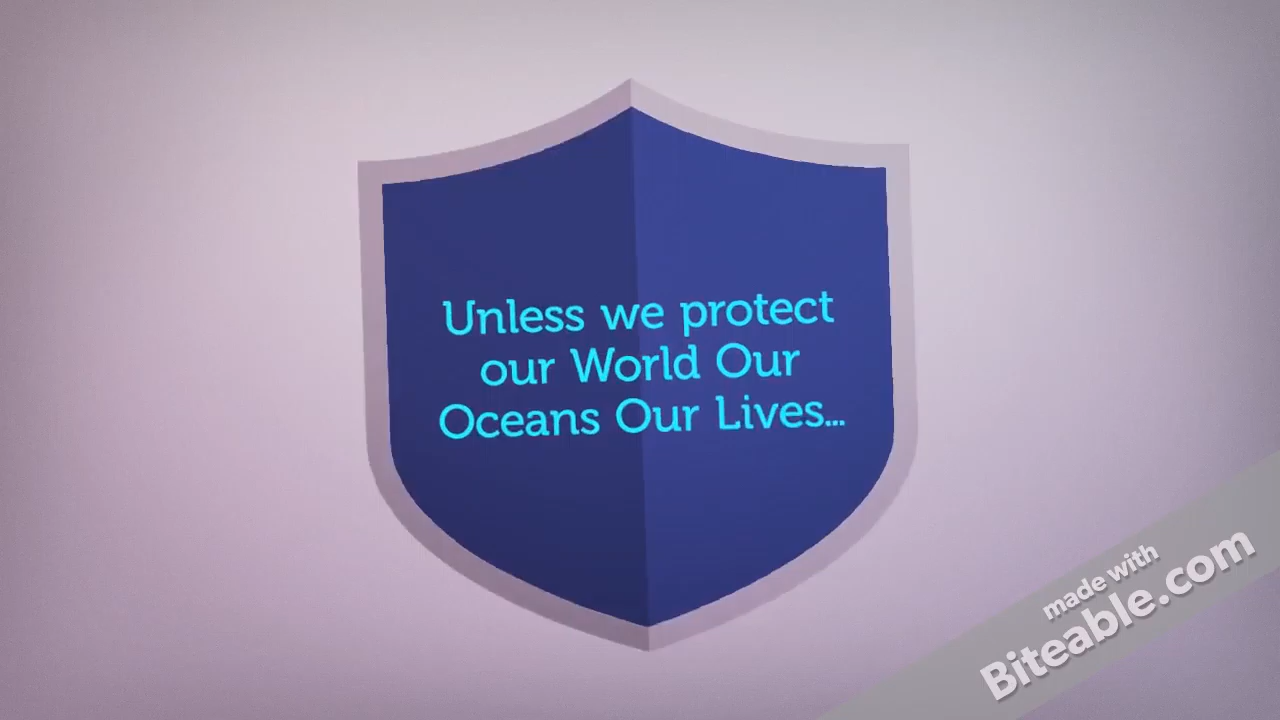 Unless we protect
our World Our
Oceans Our Lives...
made with
Biteable.com